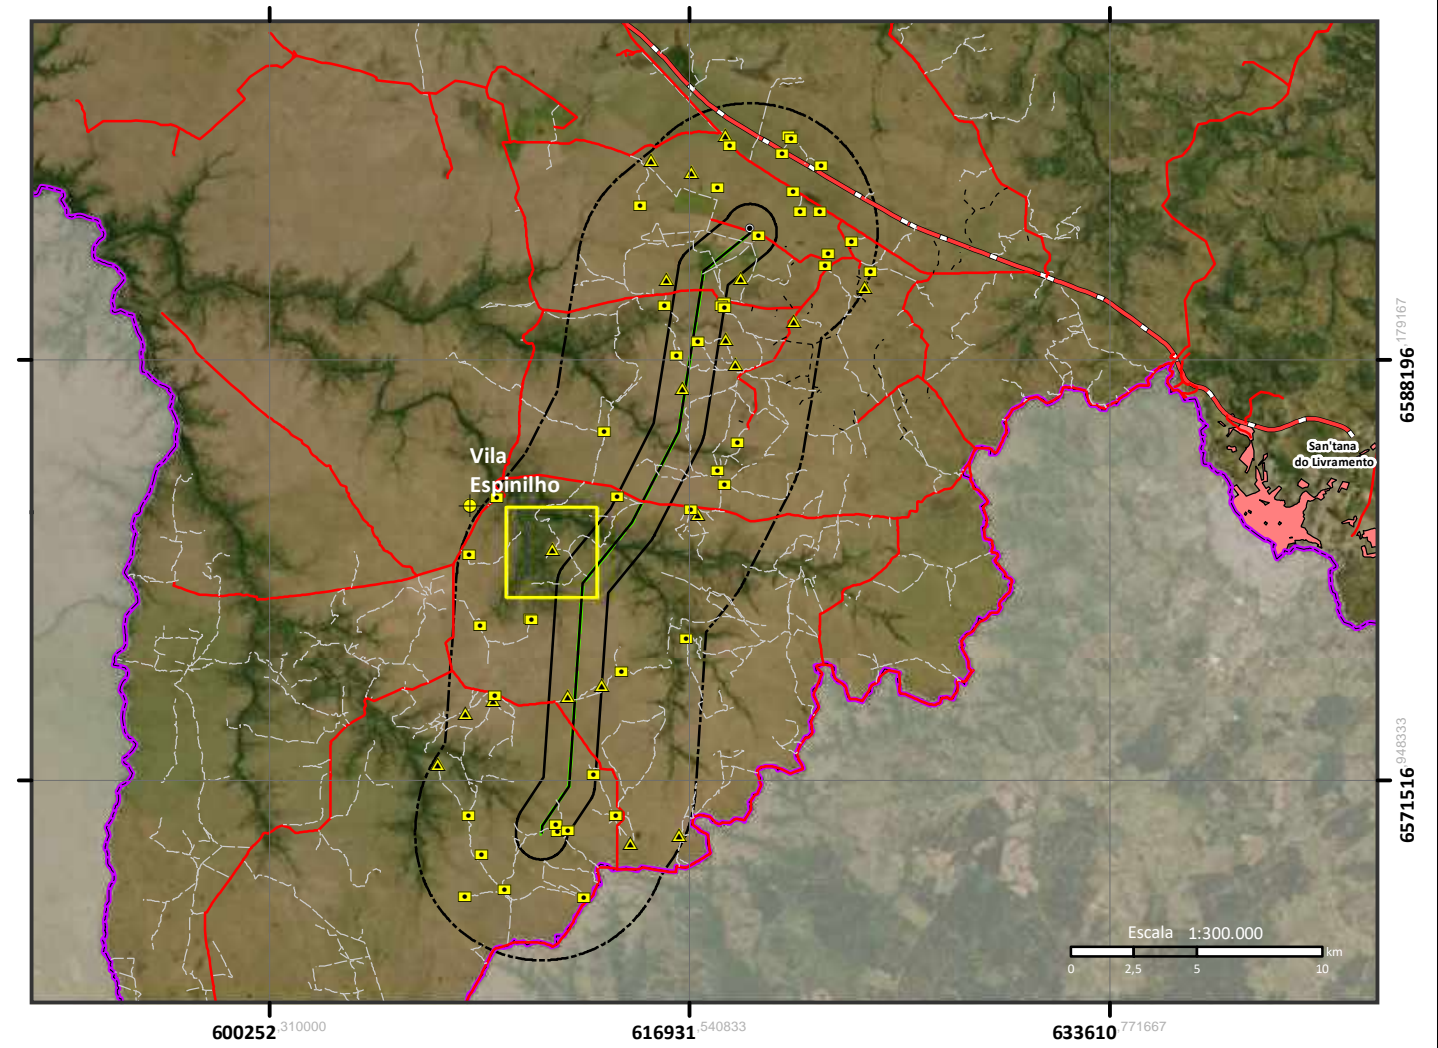 Vila
Espinilho
San'tana
do Livramento
Escala 1:300.000
km
0 2,5 5 10
6588196,179167
6571516,948333
600252,310000
616931,540833
633610,771667